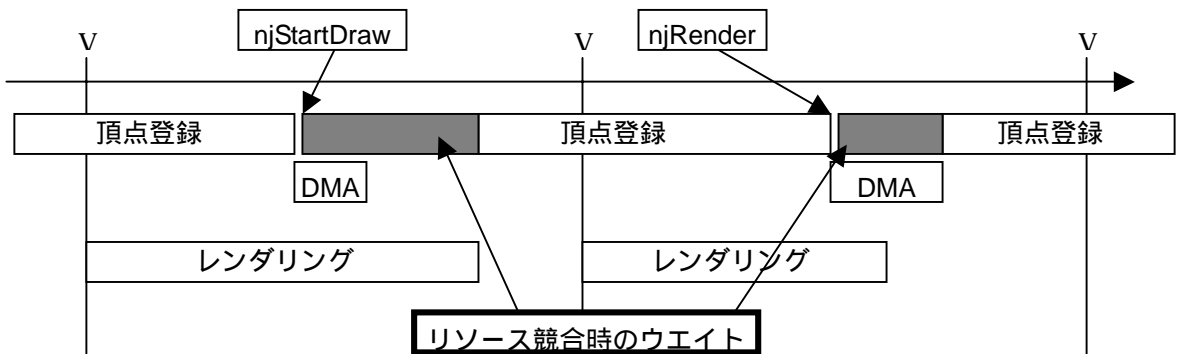 V
njStartDraw
V
njRender
V
頂点登録
頂点登録
頂点登録
DMA
DMA
レンダリング
レンダリング
リソース競合時のウエイト